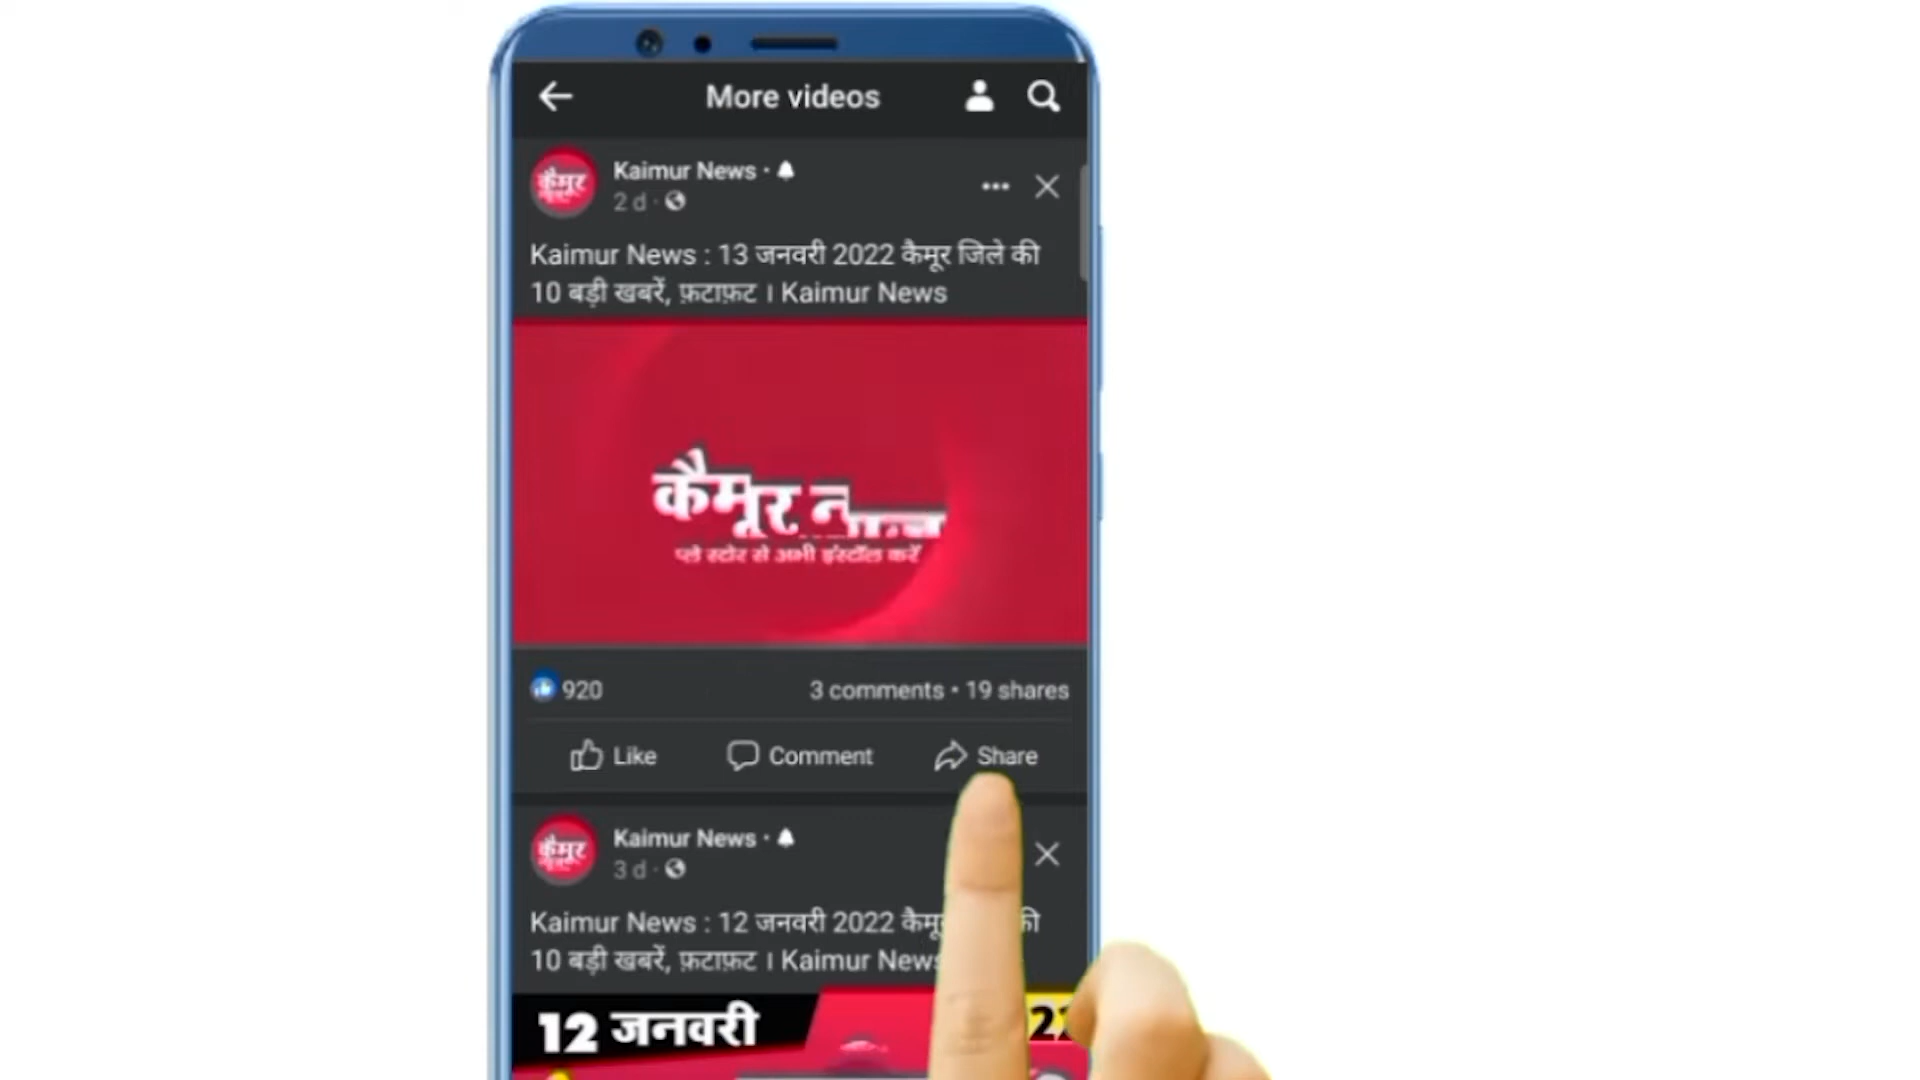 More videos
कैमूर
Kaimur News ·
2 d ·
Kaimur News : 13 जनवरी 2022 कैमूर जिले की
10 बड़ी खबरें, फ़टाफ़ट । Kaimur News
कैमूर
प्ले स्टोर से अभी इंस्टॉल करें
920
3 comments • 19 shares
Like
Comment
Share
कैमूर
Kaimur News ·
3 d ·
Kaimur News : 12 जनवरी 2022 की
10 बड़ी खबरें, फ़टाफ़ट । Kaimur News
12 जनवरी